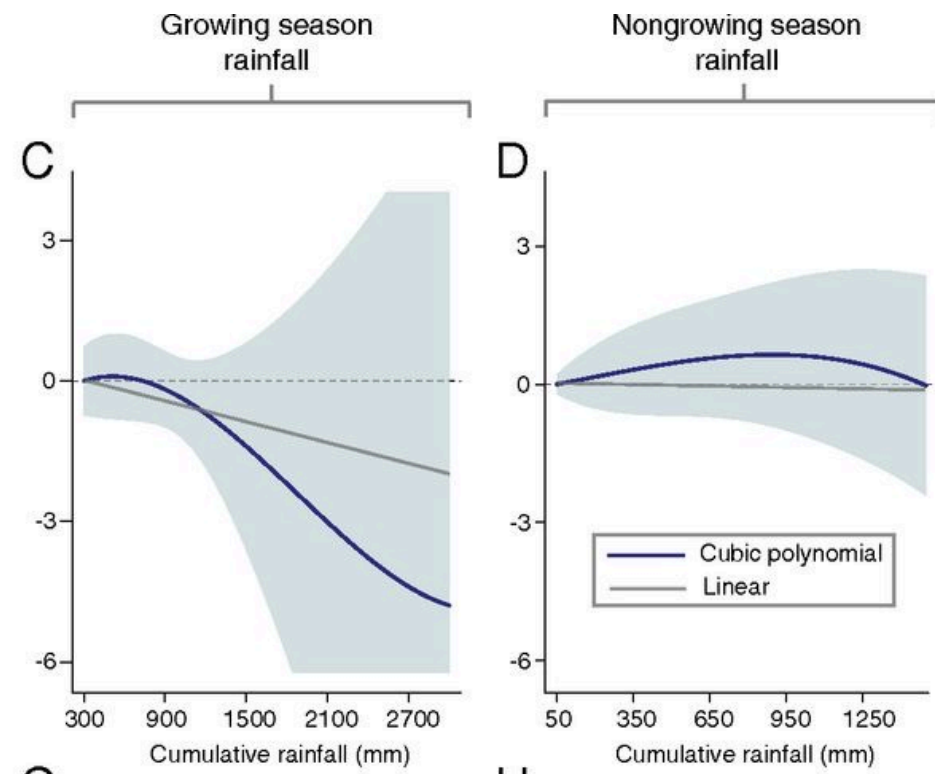 Growing season
rainfall
Nongrowing season
rainfall
C
3
0
-3
-6
300 900 1500 2100 2700
Cumulative rainfall (mm)
D
3
0
-3
-6
Cubic polynomial
Linear
50 350 650 950 1250
Cumulative rainfall (mm)